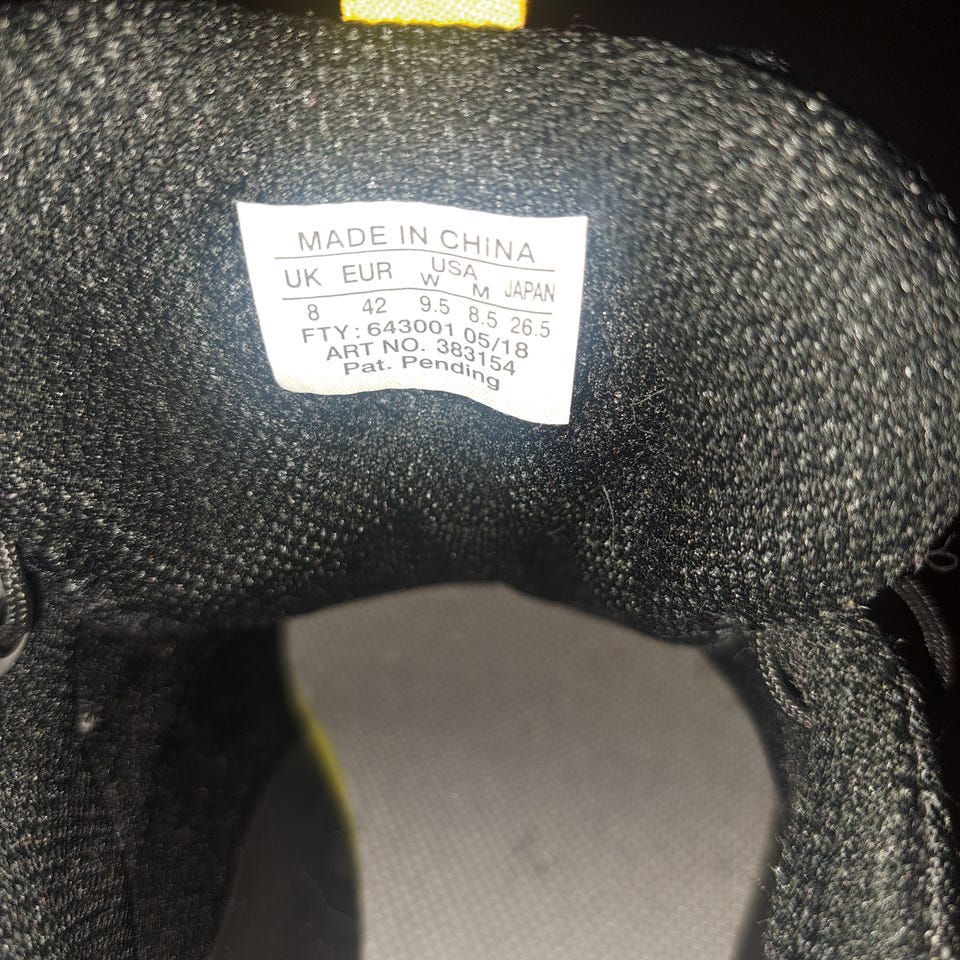 MADE IN CHINA
UK EUR USA W M JAPAN
8 42 9.5 8.5 26.5
FTY: 643001 05/18
ART NO. 383154
Pat. Pending